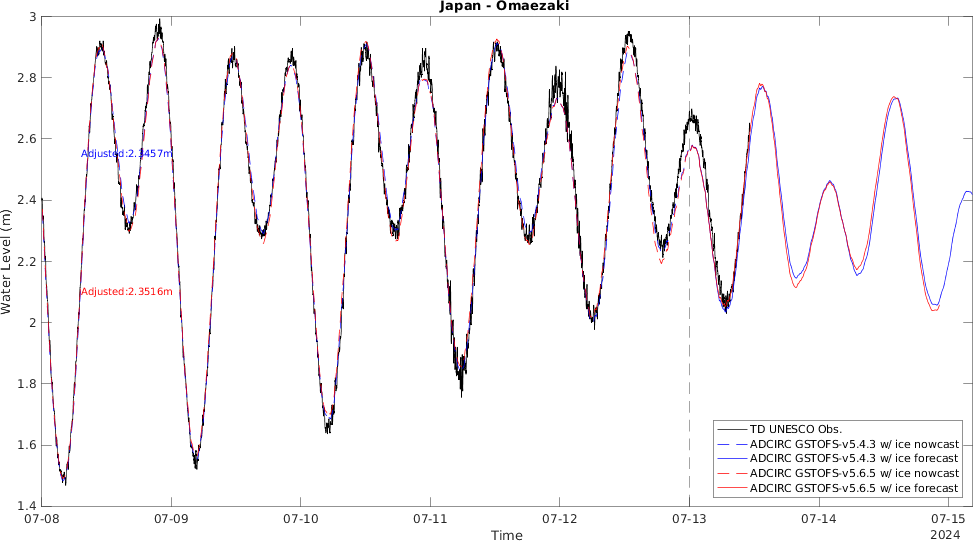 Japan - Omaezaki
3
2.8
2.6
2.4
2.2
2
1.8
1.6
1.4
Water Level (m)
Adjusted:2.3457m
Adjusted:2.3516m
TD UNESCO Obs.
ADCIRC GSTOFS-v5.4.3 w/ ice nowcast
ADCIRC GSTOFS-v5.4.3 w/ ice forecast
ADCIRC GSTOFS-v5.6.5 w/ ice nowcast
ADCIRC GSTOFS-v5.6.5 w/ ice forecast
07-08 07-09 07-10 07-11 07-12 07-13 07-14 07-15
Time
2024